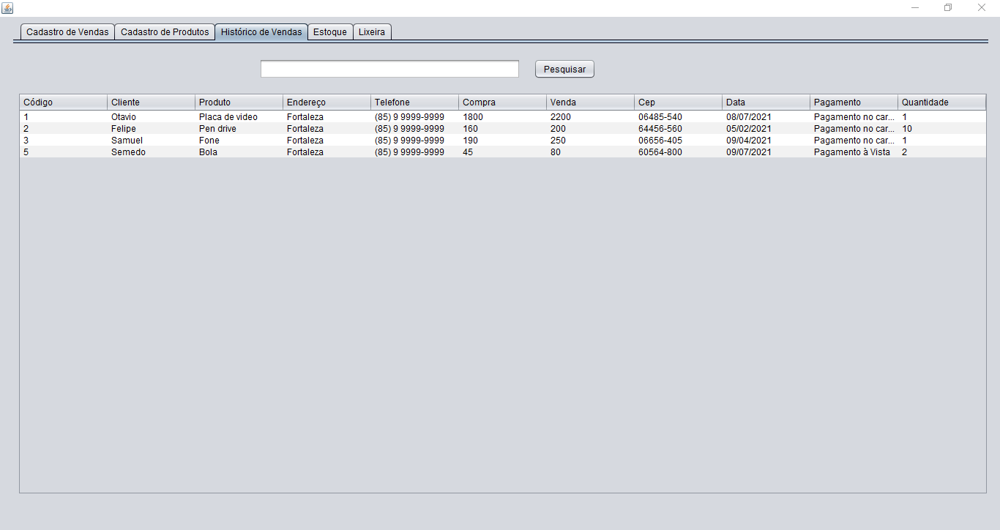 Cadastro de Vendas Cadastro de Produtos Histórico de Vendas Estoque Lixeira
Pesquisar
Código Cliente Produto Endereço Telefone Compra Venda Cep Data Pagamento Quantidade
1 Otavio Placa de video Fortaleza (85) 9 9999-9999 1800 2200 06485-540 08/07/2021 Pagamento no car... 1
2 Felipe Pen drive Fortaleza (85) 9 9999-9999 160 200 64456-560 05/02/2021 Pagamento no car... 10
3 Samuel Fone Fortaleza (85) 9 9999-9999 190 250 06656-405 09/04/2021 Pagamento no car... 1
5 Semedo Bola Fortaleza (85) 9 9999-9999 45 80 60564-800 09/07/2021 Pagamento à Vista 2